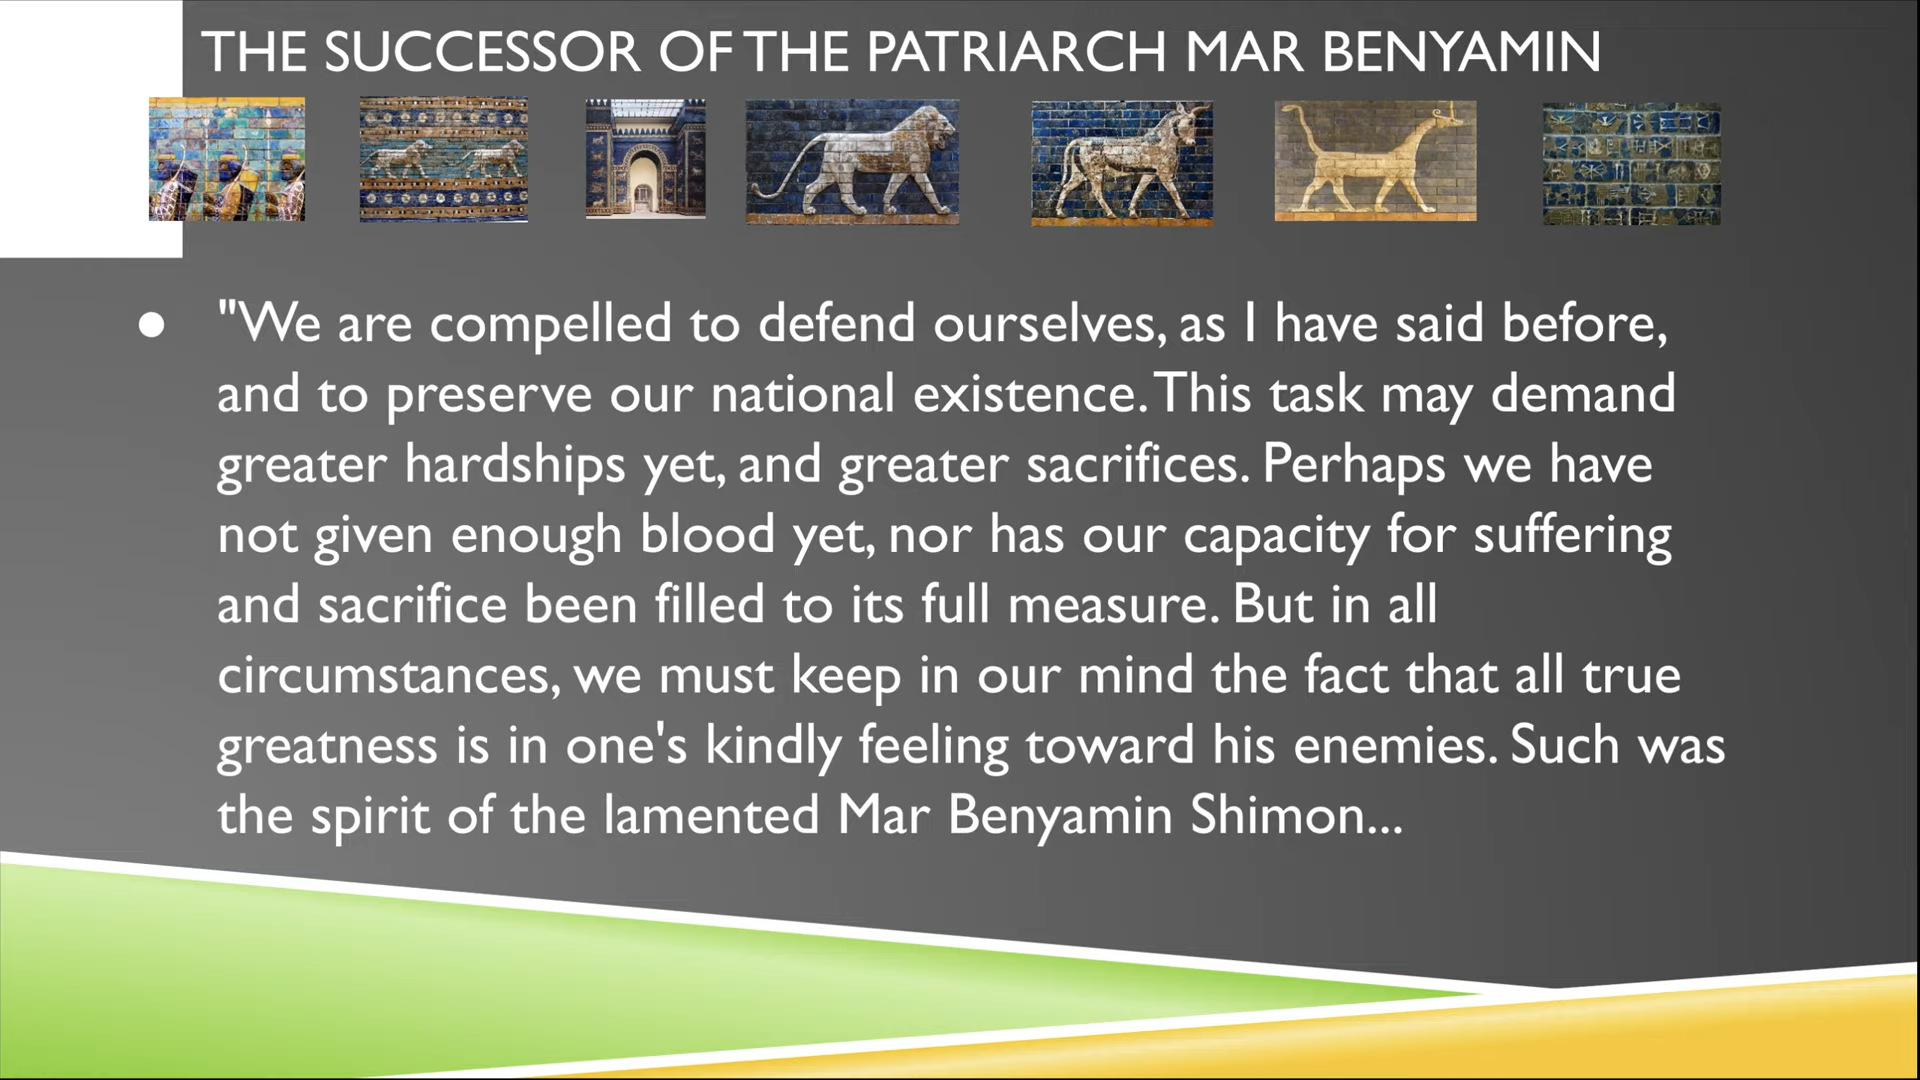 THE SUCCESSOR OF THE PATRIARCH MAR BENYAMIN
• "We are compelled to defend ourselves, as I have said before,
and to preserve our national existence. This task may demand
greater hardships yet, and greater sacrifices. Perhaps we have
not given enough blood yet, nor has our capacity for suffering
and sacrifice been filled to its full measure. But in all
circumstances, we must keep in our mind the fact that all true
greatness is in one's kindly feeling toward his enemies. Such was
the spirit of the lamented Mar Benyamin Shimon...